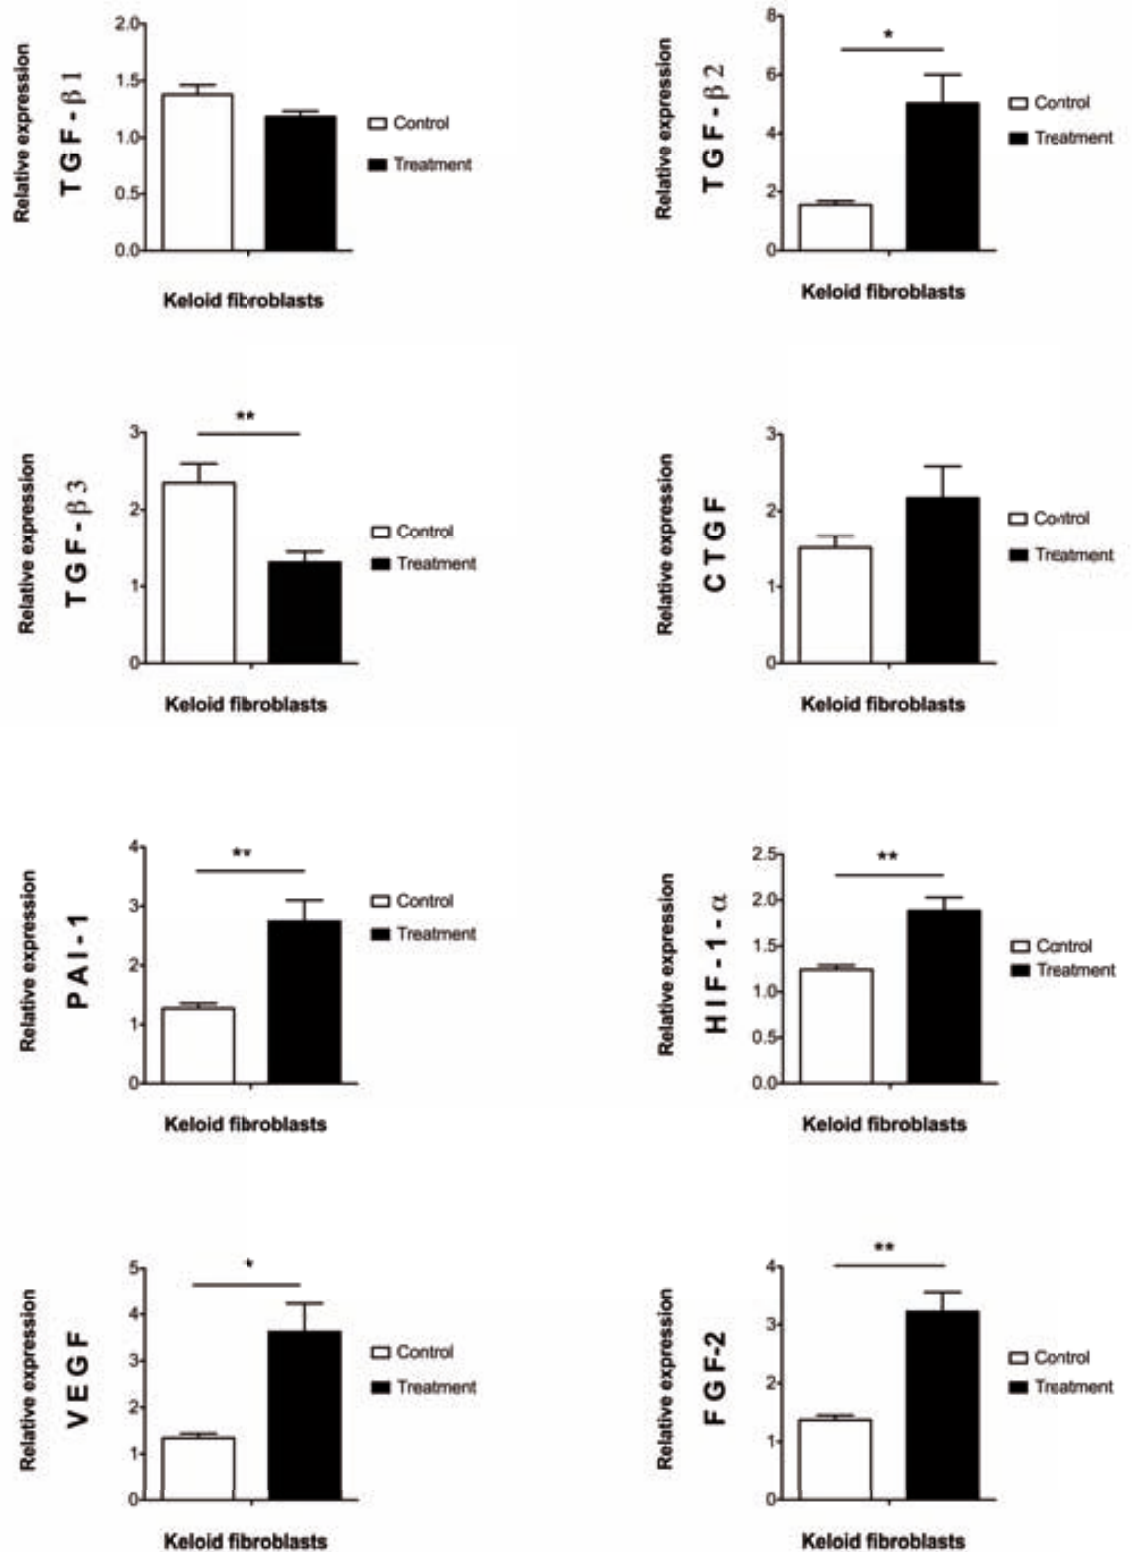 Relative expression
TGF-β1
2.0
1.5
1.0
0.5
0.0
Control
Treatment
Keloid fibroblasts
Relative expression
TGF-β2
8
6
4
2
0
*
Control
Treatment
Keloid fibroblasts
Relative expression
TGF-β3
3
2
1
0
**
Control
Treatment
Keloid fibroblasts
Relative expression
CTGF
3
2
1
0
Control
Treatment
Keloid fibroblasts
Relative expression
PAI-1
4
3
2
1
0
**
Control
Treatment
Keloid fibroblasts
Relative expression
HIF-1-α
2.5
2.0
1.5
1.0
0.5
0.0
**
Control
Treatment
Keloid fibroblasts
Relative expression
VEGF
5
4
3
2
1
0
*
Control
Treatment
Keloid fibroblasts
Relative expression
FGF-2
4
3
2
1
0
**
Control
Treatment
Keloid fibroblasts